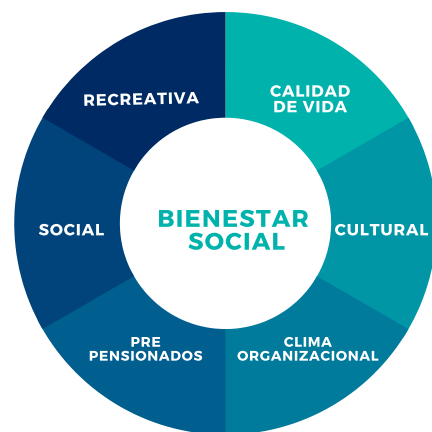 RECREATIVA
CALIDAD
DE VIDA
SOCIAL
BIENESTAR
SOCIAL
CULTURAL
PRE
PENSIONADOS
CLIMA
ORGANIZACIONAL